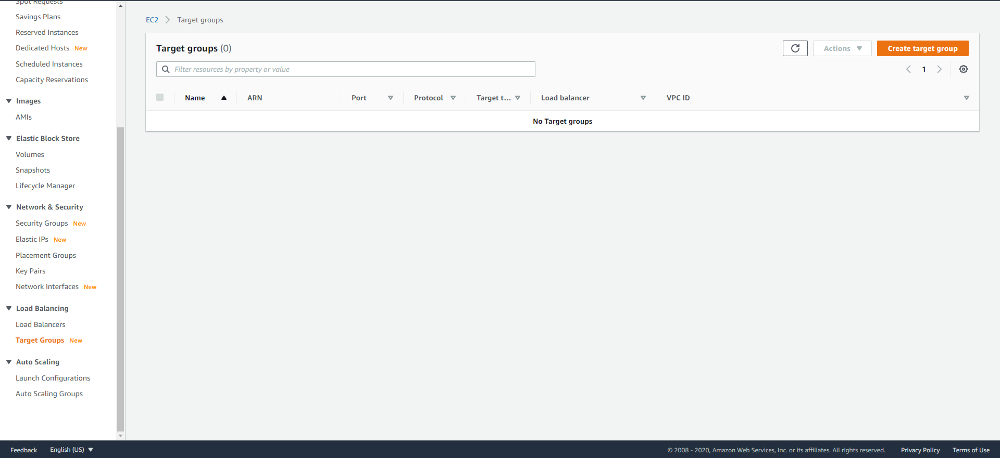 Spot Requests
Savings Plans
Reserved Instances
Dedicated Hosts New
Scheduled Instances
Capacity Reservations
Images
AMIs
Elastic Block Store
Volumes
Snapshots
Lifecycle Manager
Network & Security
Security Groups New
Elastic IPs New
Placement Groups
Key Pairs
Network Interfaces New
Load Balancing
Load Balancers
Target Groups New
Auto Scaling
Launch Configurations
Auto Scaling Groups
EC2 Target groups
Target groups (0) Actions Create target group
Filter resources by property or value 1
Name ARN Port Protocol Target t... Load balancer VPC ID
No Target groups
Feedback English (US) © 2008 - 2020, Amazon Web Services, Inc. or its affiliates. All rights reserved. Privacy Policy Terms of Use